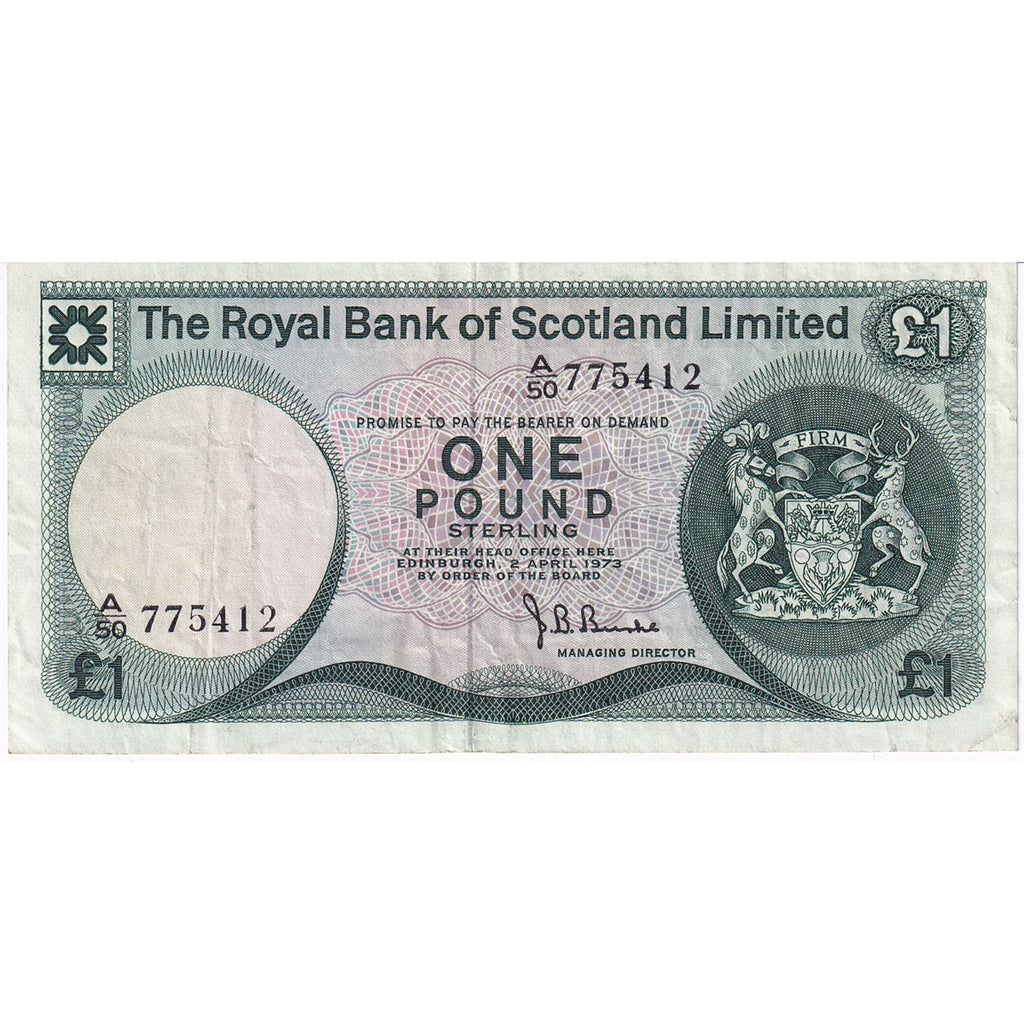 The Royal Bank of Scotland Limited
£1
A/50 775412
PROMISE TO PAY THE BEARER ON DEMAND
ONE
POUND
STERLING
AT THEIR HEAD OFFICE HERE
EDINBURGH, 2 APRIL 1973
BY ORDER OF THE BOARD
MANAGING DIRECTOR
FIRM
A/50 775412
£1
£1